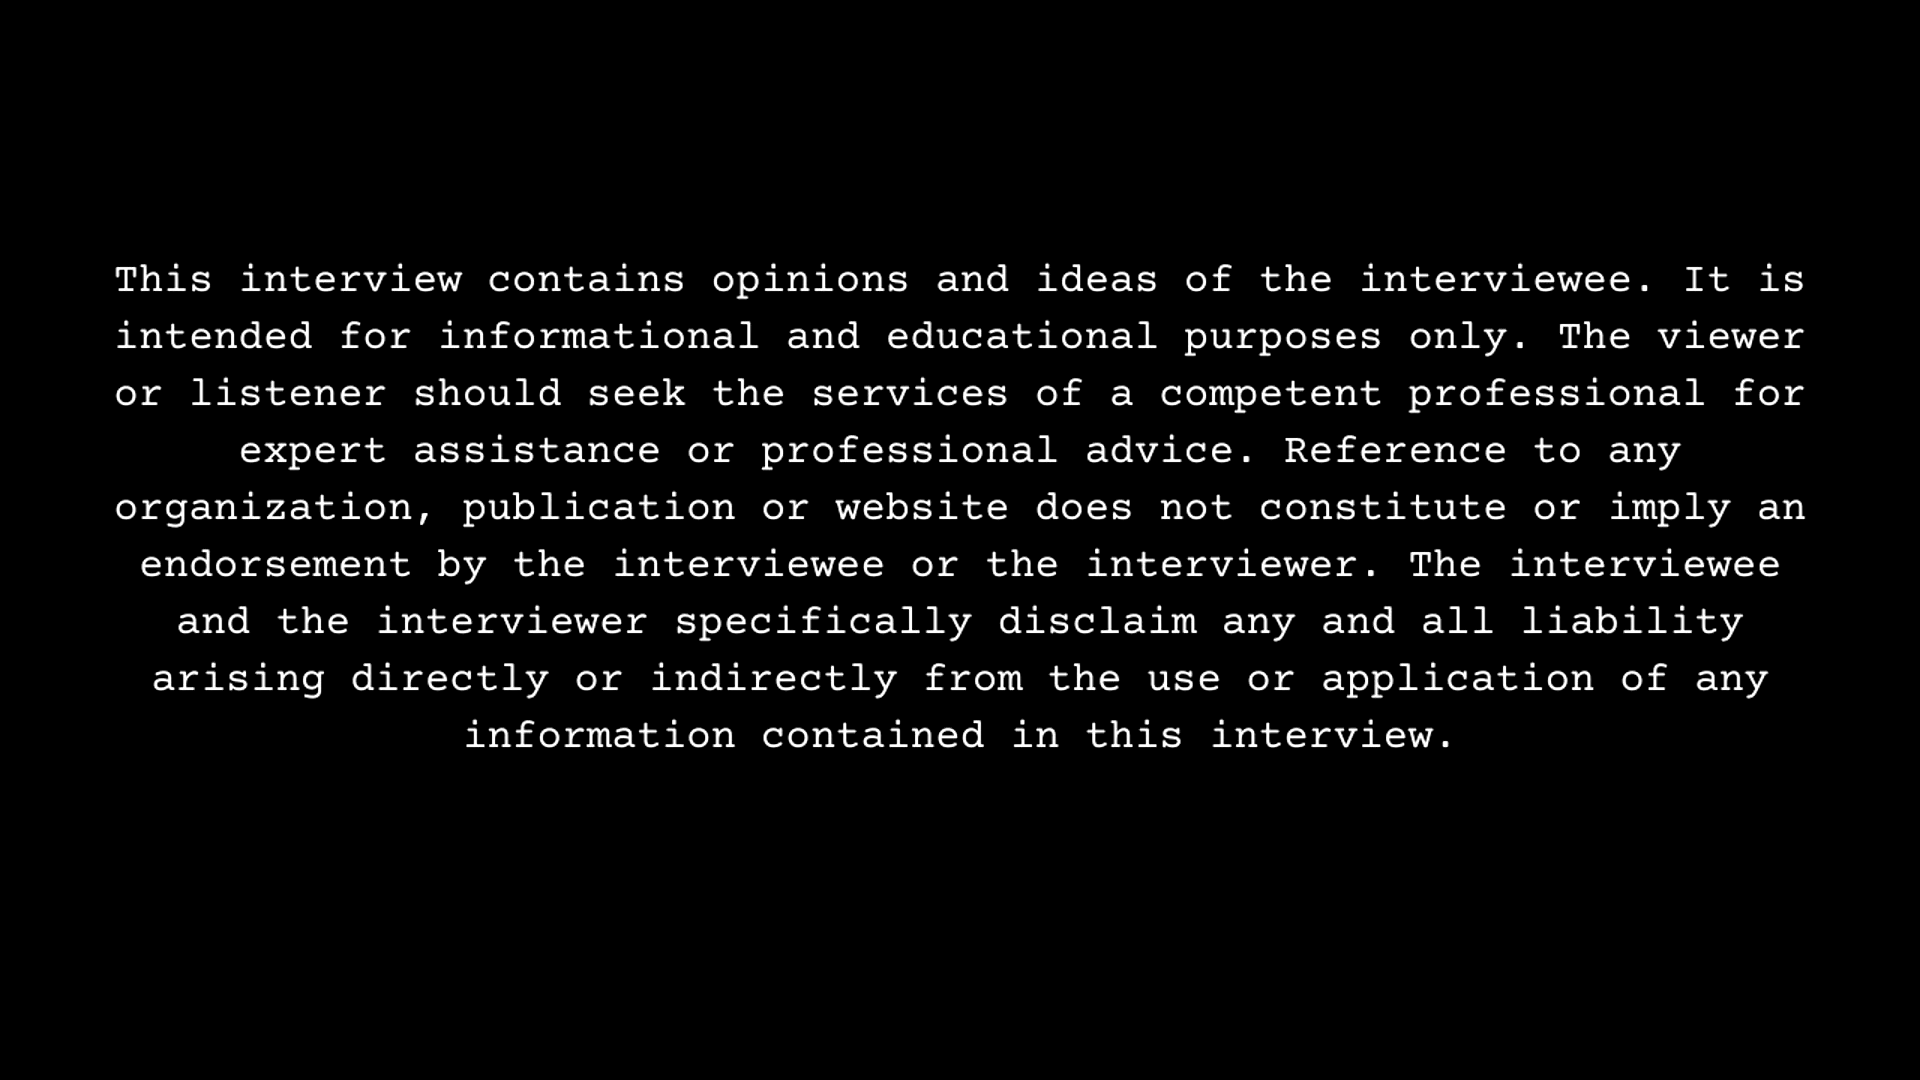 This interview contains opinions and ideas of the interviewee. It is
intended for informational and educational purposes only. The viewer
or listener should seek the services of a competent professional for
expert assistance or professional advice. Reference to any
organization, publication or website does not constitute or imply an
endorsement by the interviewee or the interviewer. The interviewee
and the interviewer specifically disclaim any and all liability
arising directly or indirectly from the use or application of any
information contained in this interview.